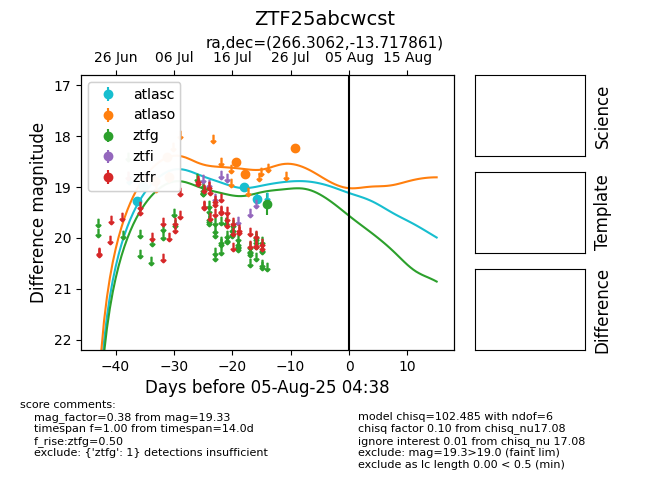 ZTF25abcwcst
ra,dec=(266.3062,-13.717861)
26 Jun 06 Jul 16 Jul 26 Jul 05 Aug 15 Aug
17
18
19
20
21
22
Difference magnitude
atlasc
atlaso
ztfg
ztfi
ztfr
−40 −30 −20 −10 0 10
Days before 05-Aug-25 04:38
Science
Template
Difference
score comments:
mag_factor=0.38 from mag=19.33
timespan f=1.00 from timespan=14.0d
f_rise:ztfg=0.50
exclude: {'ztfg': 1} detections insufficient
model chisq=102.485 with ndof=6
chisq factor 0.10 from chisq_nu17.08
ignore interest 0.01 from chisq_nu 17.08
exclude: mag=19.3>19.0 (faint lim)
exclude as lc length 0.00 < 0.5 (min)